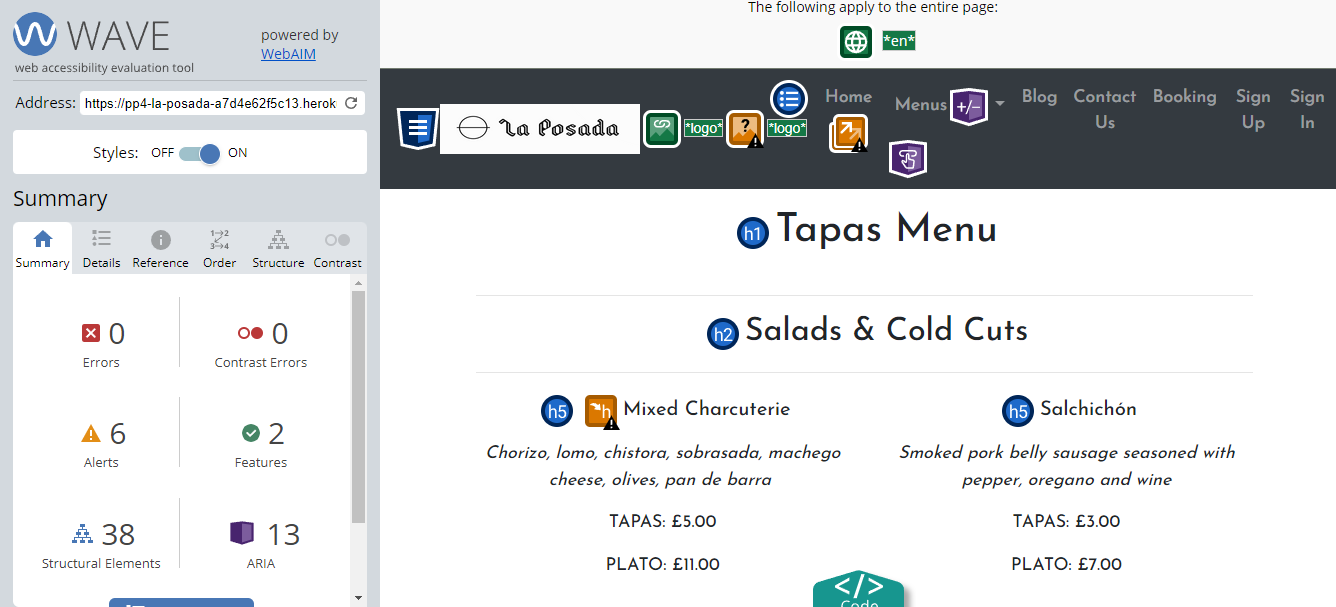 The following apply to the entire page:
*en*
WAVE
web accessibility evaluation tool
powered by
WebAIM
Address: https://pp4-la-posada-a7d4e62f5c13.herok
Styles: OFF ON
Summary
Summary Details Reference Order Structure Contrast
1 2
3 4
0
Errors
0
Contrast Errors
6
Alerts
2
Features
38
Structural Elements
13
ARIA
La Posada
*logo*
?
*logo*
Home
Menus
+/-
Blog
Contact
Us
Booking
Sign
Up
Sign
In
h1 Tapas Menu
h2 Salads & Cold Cuts
h5 h Mixed Charcuterie
Chorizo, lomo, chistora, sobrasada, machego
cheese, olives, pan de barra
TAPAS: £5.00
PLATO: £11.00
h5 Salchichón
Smoked pork belly sausage seasoned with
pepper, oregano and wine
TAPAS: £3.00
PLATO: £7.00
</>
Code